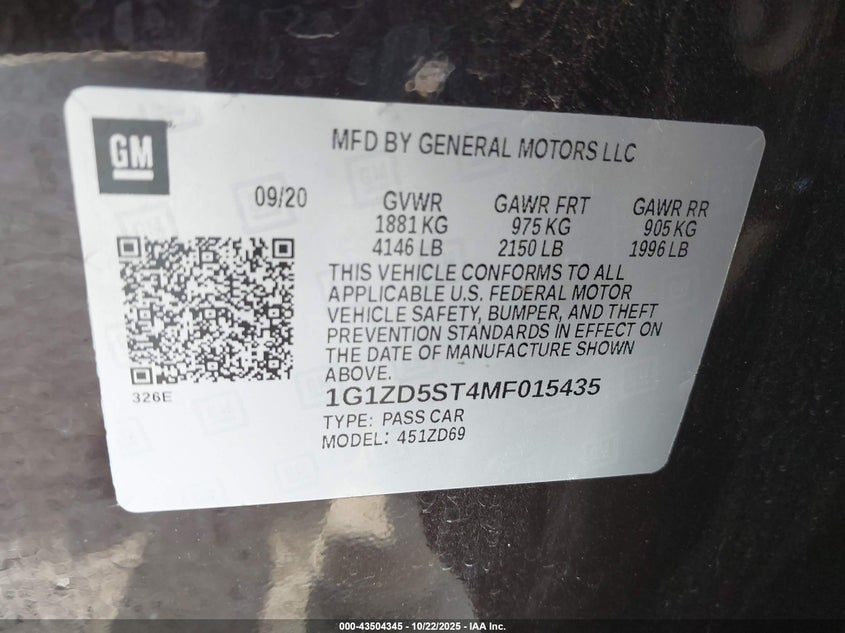 GM
MFD BY GENERAL MOTORS LLC
09/20
GVWR
1881 KG
4146 LB
GAWR FRT
975 KG
2150 LB
GAWR RR
905 KG
1996 LB
THIS VEHICLE CONFORMS TO ALL
APPLICABLE U.S. FEDERAL MOTOR
VEHICLE SAFETY, BUMPER, AND THEFT
PREVENTION STANDARDS IN EFFECT ON
THE DATE OF MANUFACTURE SHOWN
ABOVE.
326E
1G1ZD5ST4MF015435
TYPE: PASS CAR
MODEL: 451ZD69
000-43504345 | 10/22/2025 | IAA Inc.